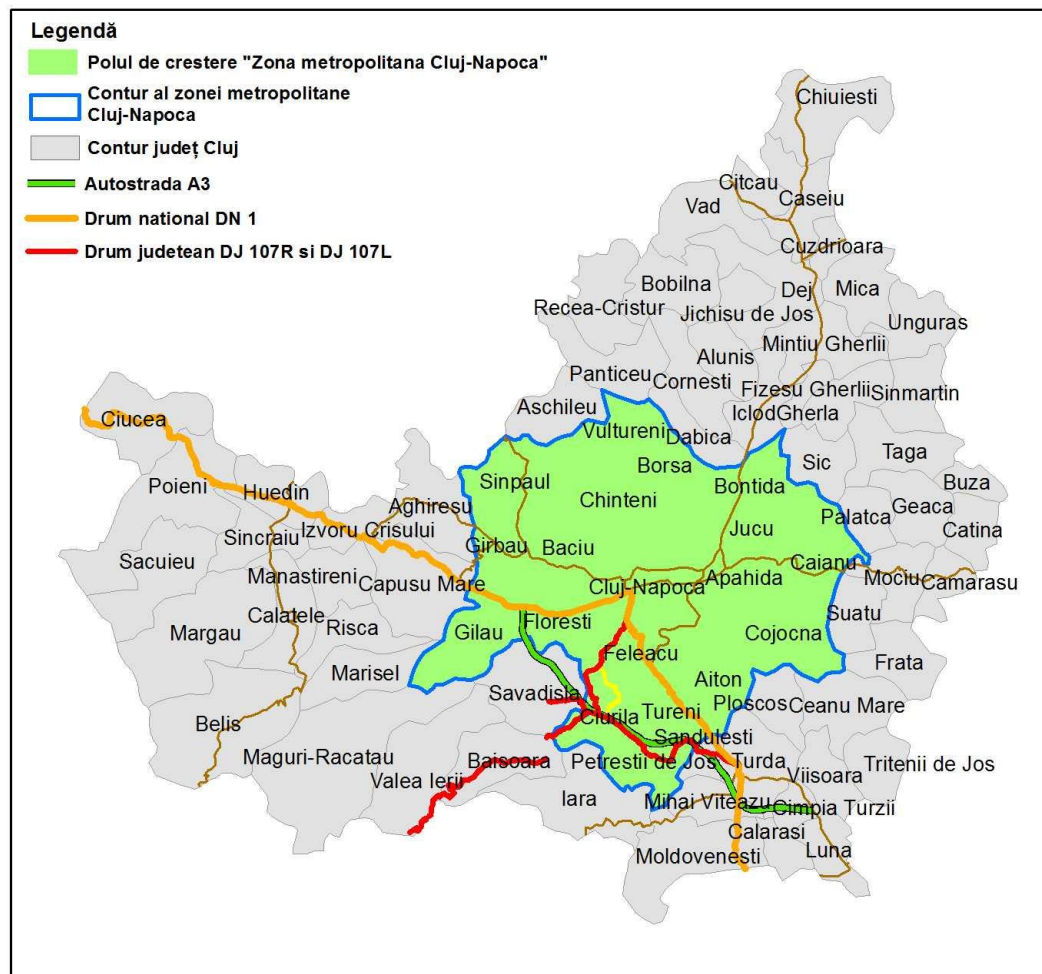 Legendă
Polul de crestere "Zona metropolitana Cluj-Napoca"
Contur al zonei metropolitane
Cluj-Napoca
Contur județ Cluj
Autostrada A3
Drum national DN 1
Drum judetean DJ 107R si DJ 107L
Chiuiesti
Citcau
Caseiu
Vad
Cuzdrioara
Bobilna
Dej
Mica
Recea-Cristur
Jichisu de Jos
Unguras
Mintiu Gherlii
Alunis
Panticeu
Cornesti
Fizesu Gherlii
Sinmartin
Aschileu
Iclod
Gherla
Ciucea
Vultureni
Dabica
Taga
Borsa
Sic
Sinpaul
Poieni
Huedin
Bontida
Buza
Chinteni
Aghiresu
Geaca
Palatca
Izvoru Crisului
Jucu
Catina
Sincraiu
Girbau
Baciu
Sacuieu
Caianu
Manastireni
Capusu Mare
Cluj-Napoca
Apahida
Mociu
Camarasu
Calatele
Suatu
Floresti
Risca
Margau
Gilau
Cojocna
Feleacu
Frata
Marisel
Aiton
Savadisla
Ploscos
Ceanu Mare
Tureni
Ciurila
Belis
Sandulesti
Maguri-Racatau
Baisoara
Petrestii de Jos
Turda
Tritenii de Jos
Valea Ierii
Viisoara
Iara
Mihai Viteazu
Cimpia Turzii
Calarasi
Moldovenesti
Luna